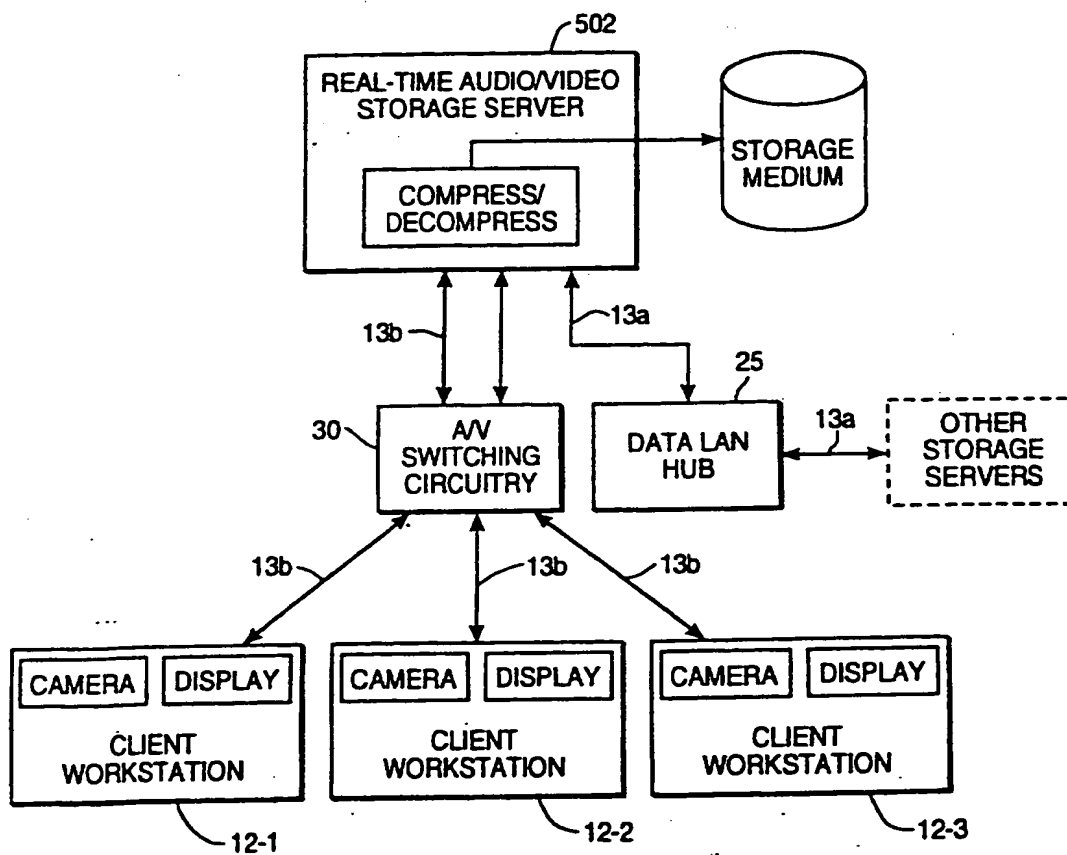 502
REAL-TIME AUDIO/VIDEO
STORAGE SERVER
COMPRESS/
DECOMPRESS
STORAGE
MEDIUM
13b
13a
25
30
A/V
SWITCHING
CIRCUITRY
DATA LAN
HUB
13a
OTHER
STORAGE
SERVERS
13b
13b
13b
CAMERA
DISPLAY
CLIENT
WORKSTATION
12-1
CAMERA
DISPLAY
CLIENT
WORKSTATION
12-2
CAMERA
DISPLAY
CLIENT
WORKSTATION
12-3